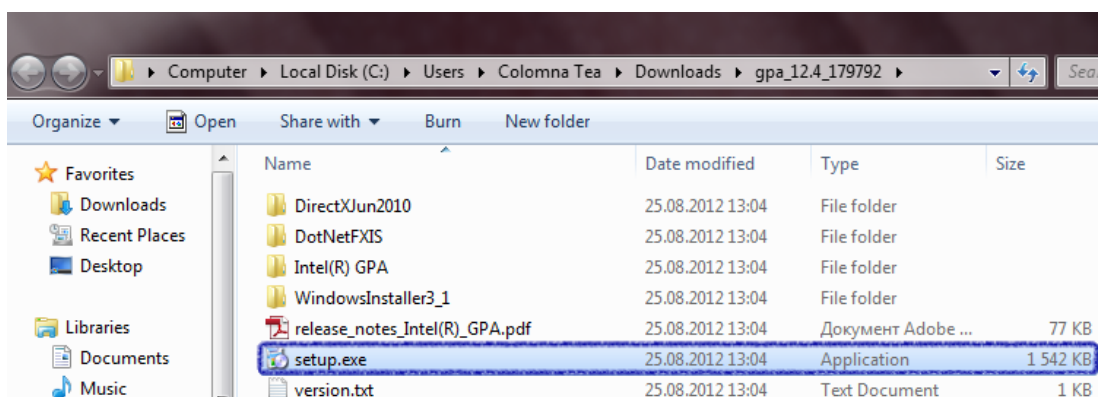 Computer Local Disk (C:) Users Colomna Tea Downloads gpa_12.4_179792
Organize Open Share with Burn New folder
Name Date modified Type Size
Favorites
Downloads
Recent Places
Desktop
Libraries
Documents
Music
DirectXJun2010 25.08.2012 13:04 File folder
DotNetFXIS 25.08.2012 13:04 File folder
Intel(R) GPA 25.08.2012 13:04 File folder
WindowsInstaller3_1 25.08.2012 13:04 File folder
release_notes_Intel(R)_GPA.pdf 25.08.2012 13:04 Документ Adobe ... 77 KB
setup.exe 25.08.2012 13:04 Application 1 542 KB
version.txt 25.08.2012 13:04 Text Document 1 KB